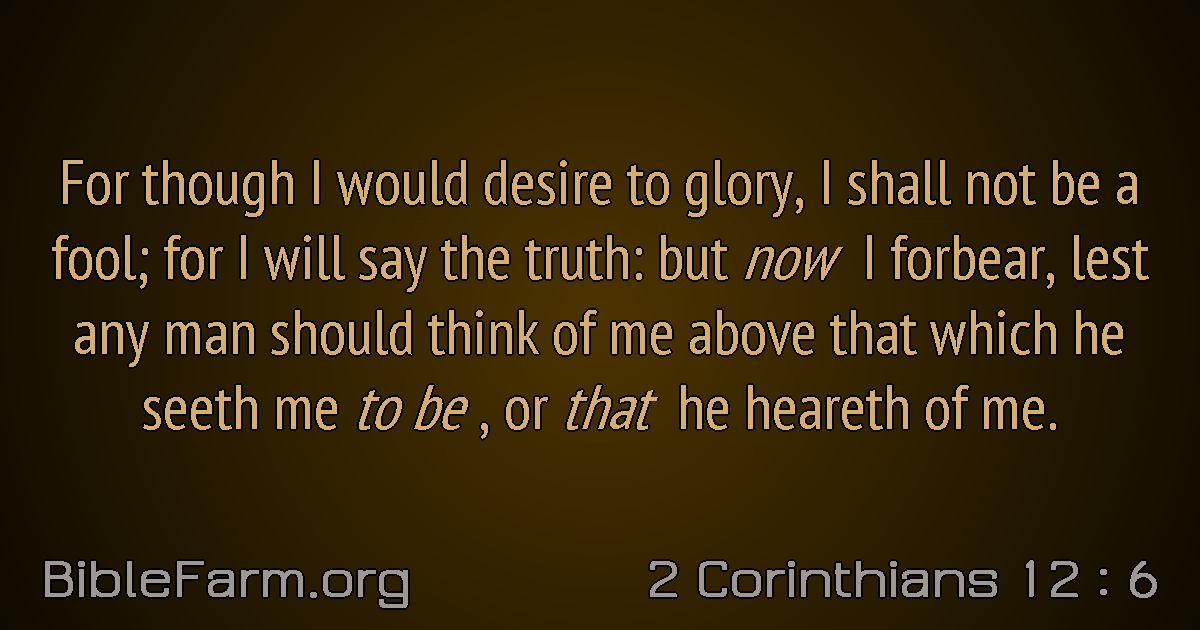 For though I would desire to glory, I shall not be a
fool; for I will say the truth: but now I forbear, lest
any man should think of me above that which he
seeth me to be , or that he heareth of me.
BibleFarm.org
2 Corinthians 12 : 6